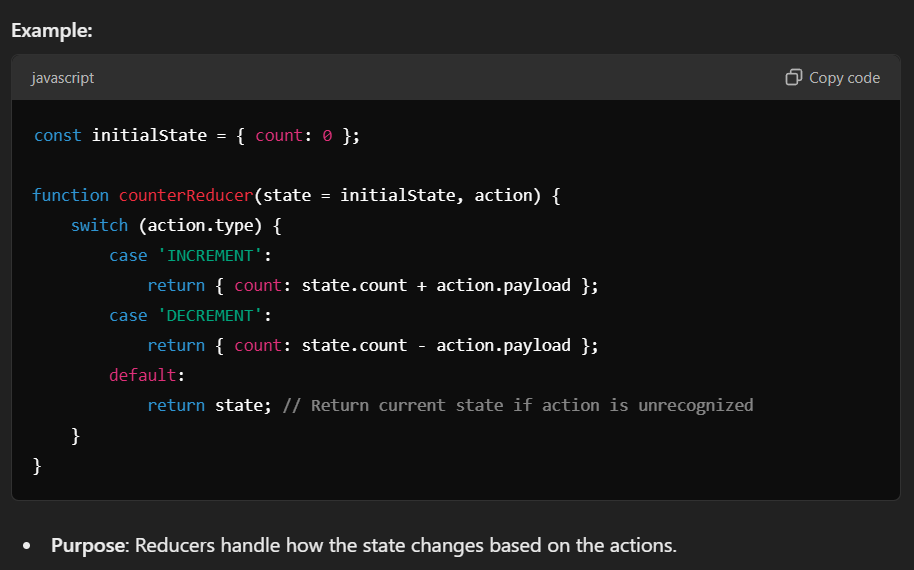 Example:
javascript
Copy code
const initialState = { count: 0 };
function counterReducer(state = initialState, action) {
    switch (action.type) {
        case 'INCREMENT':
            return { count: state.count + action.payload };
        case 'DECREMENT':
            return { count: state.count - action.payload };
        default:
            return state; // Return current state if action is unrecognized
    }
}
• Purpose: Reducers handle how the state changes based on the actions.